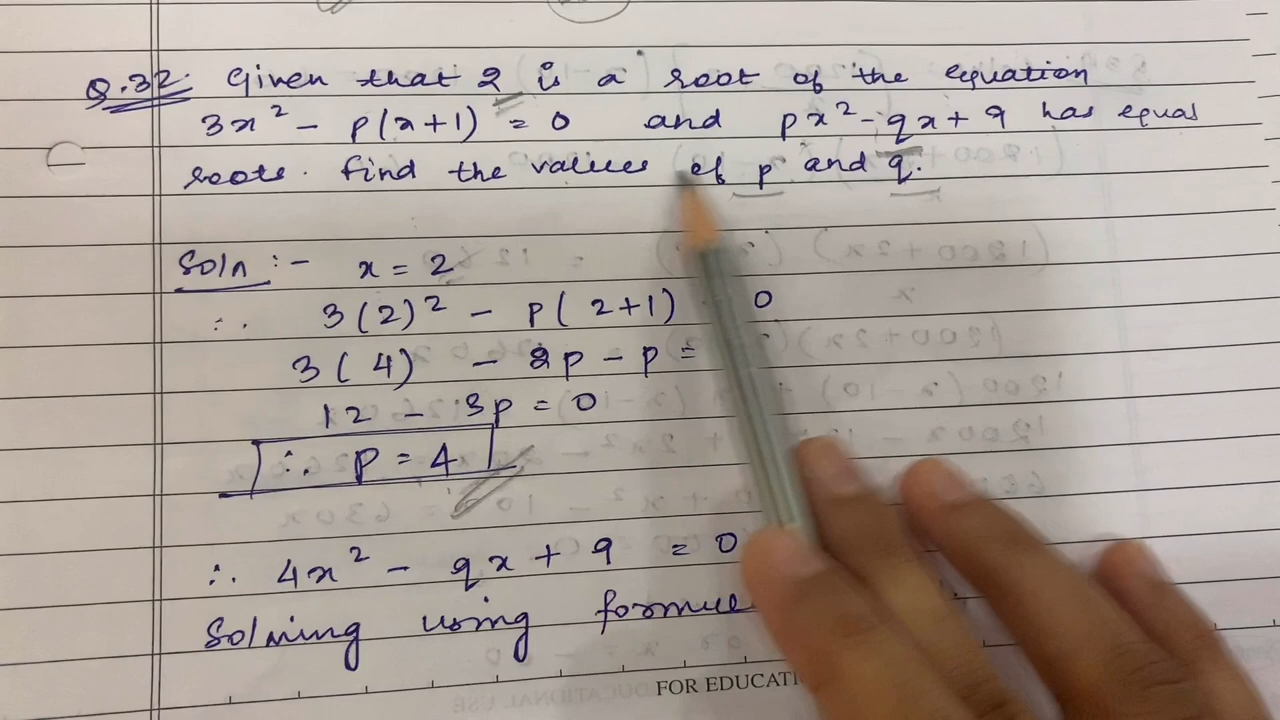 Q.32. Given that 2 is a root of the equation
3x² - p(x+1) = 0 and px² - qx + 9 has equal
roots. find the values of p and q.
Soln :- x = 2
∴ 3(2)² - p(2+1) 0
3(4) - 2p - p =
12 - 3p = 0
∴ p = 4
∴ 4x² - qx + 9 = 0
Solving using
FOR